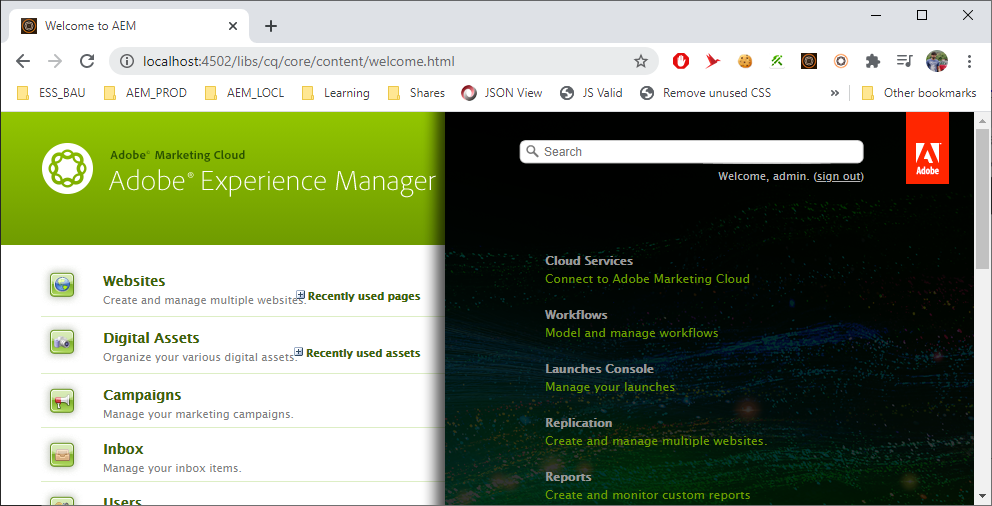 Welcome to AEM
localhost:4502/libs/cq/core/content/welcome.html
ESS_BAU
AEM_PROD
AEM_LOCL
Learning
Shares
JSON View
JS Valid
Remove unused CSS
»
Other bookmarks
Adobe® Marketing Cloud
Adobe® Experience Manager
Search
Welcome, admin. (sign out)
Adobe
Websites
Create and manage multiple websites.
Recently used pages
Digital Assets
Organize your various digital assets.
Recently used assets
Campaigns
Manage your marketing campaigns.
Inbox
Manage your inbox items.
Users
Cloud Services
Connect to Adobe Marketing Cloud
Workflows
Model and manage workflows
Launches Console
Manage your launches
Replication
Create and manage multiple websites.
Reports
Create and monitor custom reports